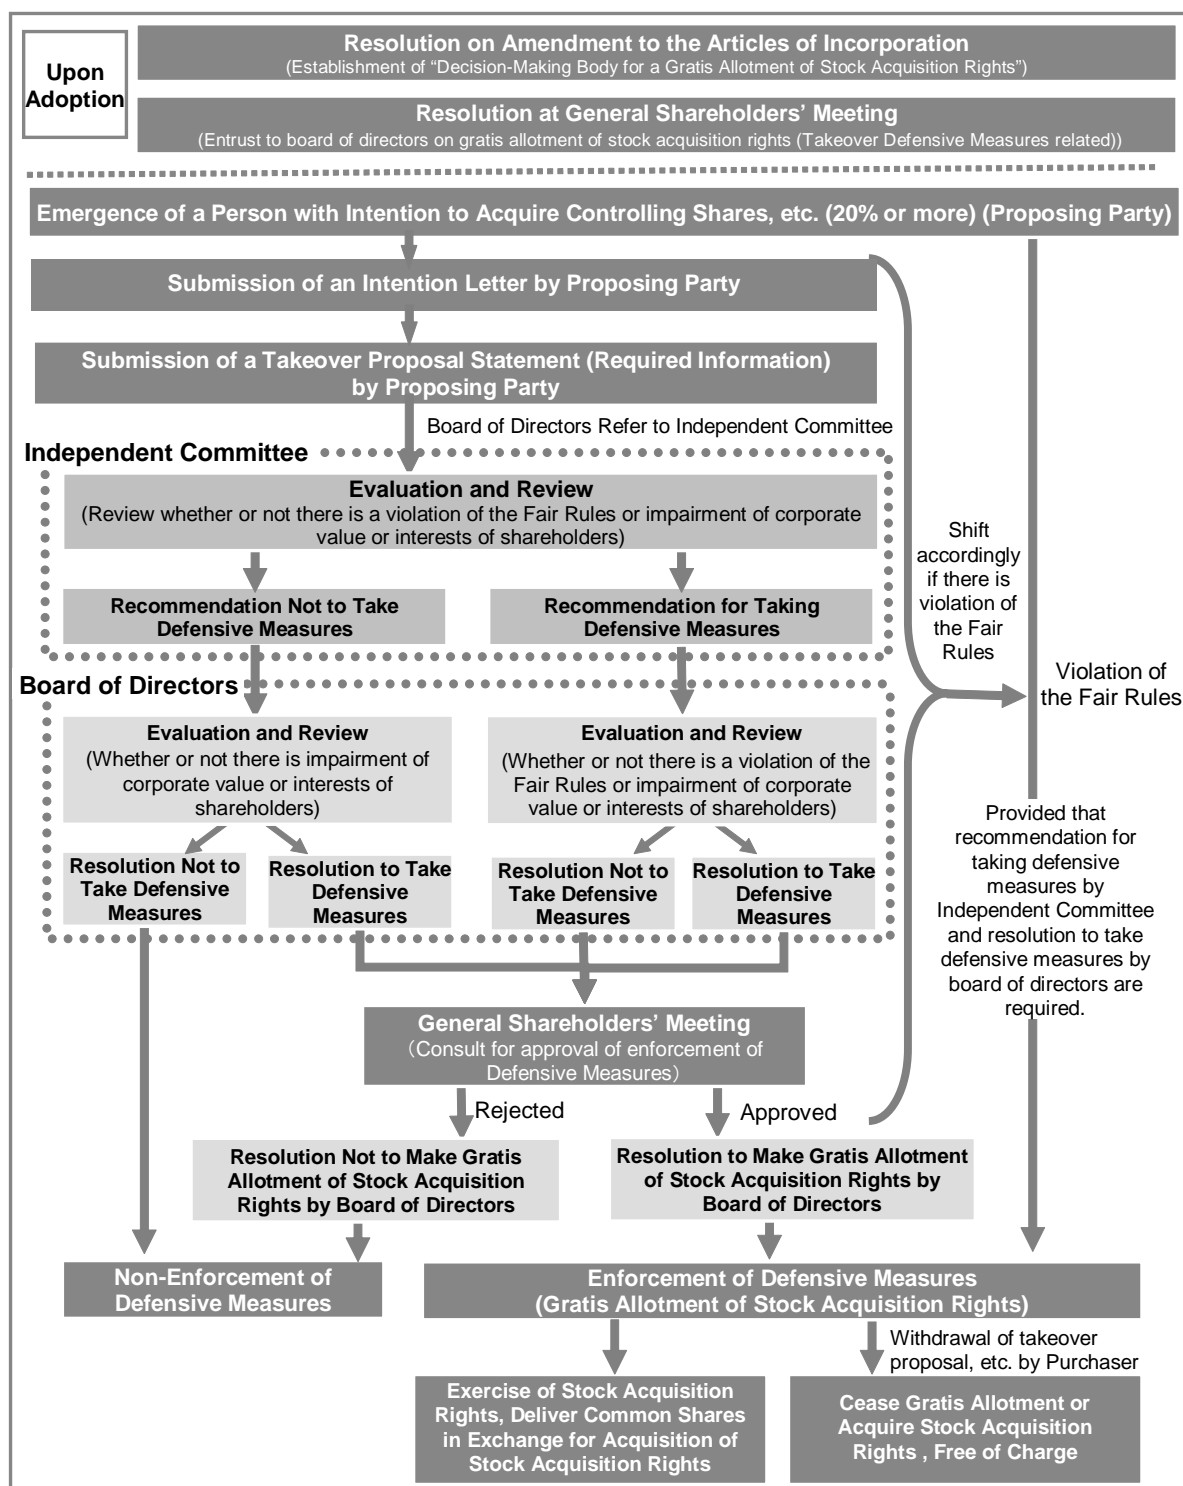 Upon
Adoption
Resolution on Amendment to the Articles of Incorporation
(Establishment of “Decision-Making Body for a Gratis Allotment of Stock Acquisition Rights”)
Resolution at General Shareholders’ Meeting
(Entrust to board of directors on gratis allotment of stock acquisition rights (Takeover Defensive Measures related))
Emergence of a Person with Intention to Acquire Controlling Shares, etc. (20% or more) (Proposing Party)
Submission of an Intention Letter by Proposing Party
Submission of a Takeover Proposal Statement (Required Information)
by Proposing Party
Board of Directors Refer to Independent Committee
Independent Committee
Evaluation and Review
(Review whether or not there is a violation of the Fair Rules or impairment of corporate
value or interests of shareholders)
Recommendation Not to Take
Defensive Measures
Recommendation for Taking
Defensive Measures
Shift
accordingly
if there is
violation of
the Fair
Rules
Violation of
the Fair Rules
Board of Directors
Evaluation and Review
(Whether or not there is impairment of
corporate value or interests of
shareholders)
Evaluation and Review
(Whether or not there is a violation of the
Fair Rules or impairment of corporate
value or interests of shareholders)
Resolution Not to
Take Defensive
Measures
Resolution to Take
Defensive
Measures
Resolution Not to
Take Defensive
Measures
Resolution to Take
Defensive
Measures
Provided that
recommendation for
taking defensive
measures by
Independent Committee
and resolution to take
defensive measures by
board of directors are
required.
General Shareholders’ Meeting
（Consult for approval of enforcement of
Defensive Measures）
Rejected
Approved
Resolution Not to Make Gratis
Allotment of Stock Acquisition
Rights by Board of Directors
Resolution to Make Gratis Allotment
of Stock Acquisition Rights by
Board of Directors
Non-Enforcement of
Defensive Measures
Enforcement of Defensive Measures
(Gratis Allotment of Stock Acquisition Rights)
Withdrawal of takeover
proposal, etc. by Purchaser
Exercise of Stock Acquisition
Rights, Deliver Common Shares
in Exchange for Acquisition of
Stock Acquisition Rights
Cease Gratis Allotment or
Acquire Stock Acquisition
Rights , Free of Charge